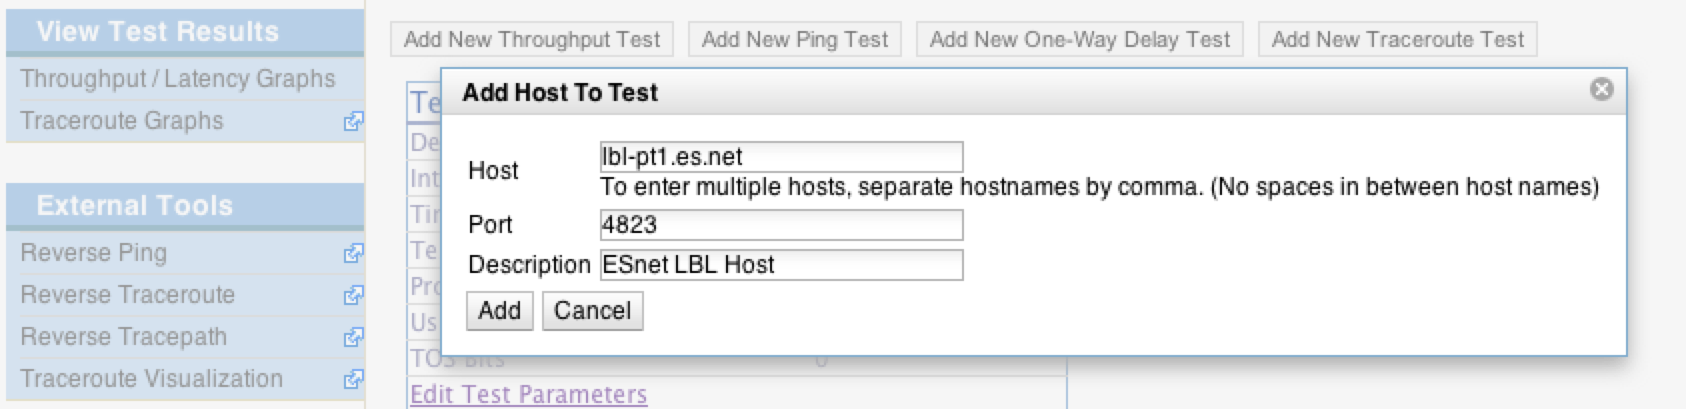 View Test Results
Throughput / Latency Graphs
Traceroute Graphs
External Tools
Reverse Ping
Reverse Traceroute
Reverse Tracepath
Traceroute Visualization
Add New Throughput Test
Add New Ping Test
Add New One-Way Delay Test
Add New Traceroute Test
Add Host To Test
Host lbl-pt1.es.net
To enter multiple hosts, separate hostnames by comma. (No spaces in between host names)
Port 4823
Description ESnet LBL Host
Add Cancel
Te
De
Int
Te
Pro
Us
TOS Bits 0
Edit Test Parameters